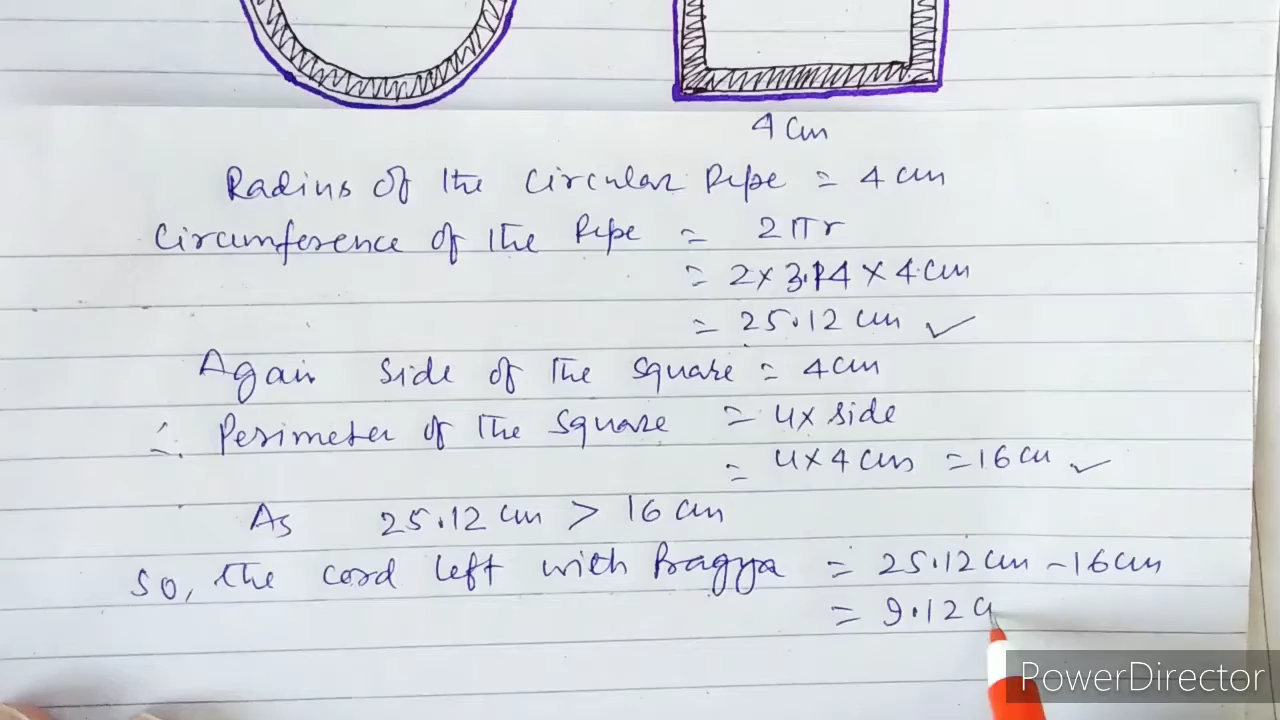 4 cm
Radius of the circular Pipe = 4 cm
Circumference of the Pipe = 2πr
= 2 x 3.14 x 4 cm
= 25.12 cm ✓
Again side of the square = 4 cm
∴ Perimeter of the square = 4 x side
= 4 x 4 cm = 16 cm ✓
As 25.12 cm > 16 cm
So, the cord left with Pragya = 25.12 cm - 16 cm
= 9.12 c
PowerDirector